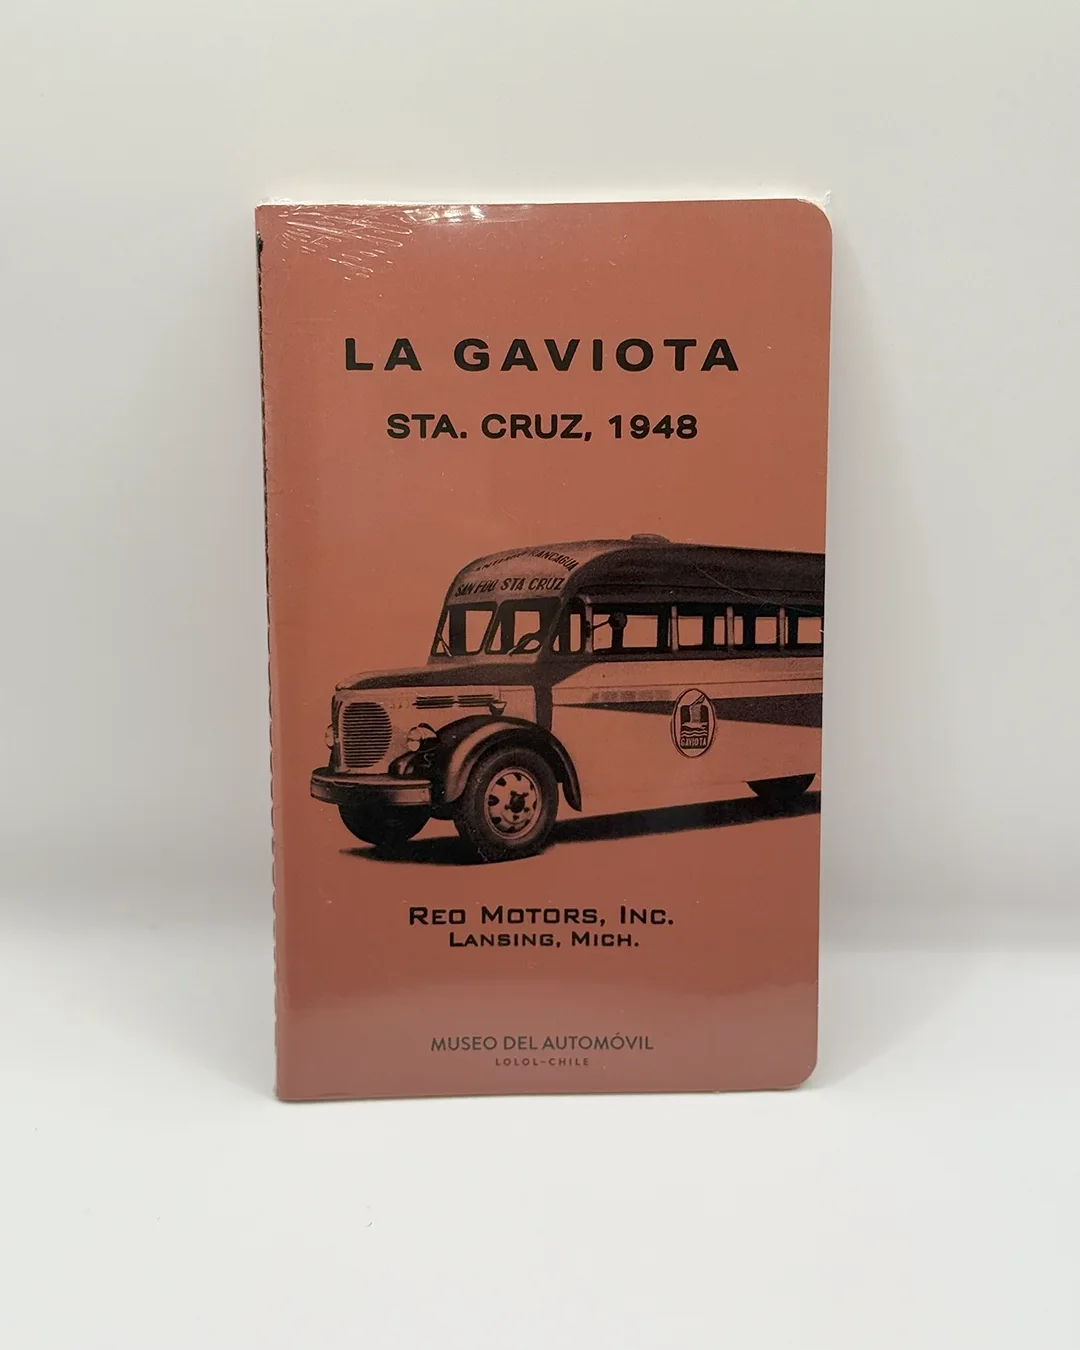 LA GAVIOTA
STA. CRUZ, 1948
RANCAGUA
SAN FDO STA CRUZ
GAVIOTA
REO MOTORS, INC.
LANSING, MICH.
MUSEO DEL AUTOMÓVIL
LOLOL-CHILE